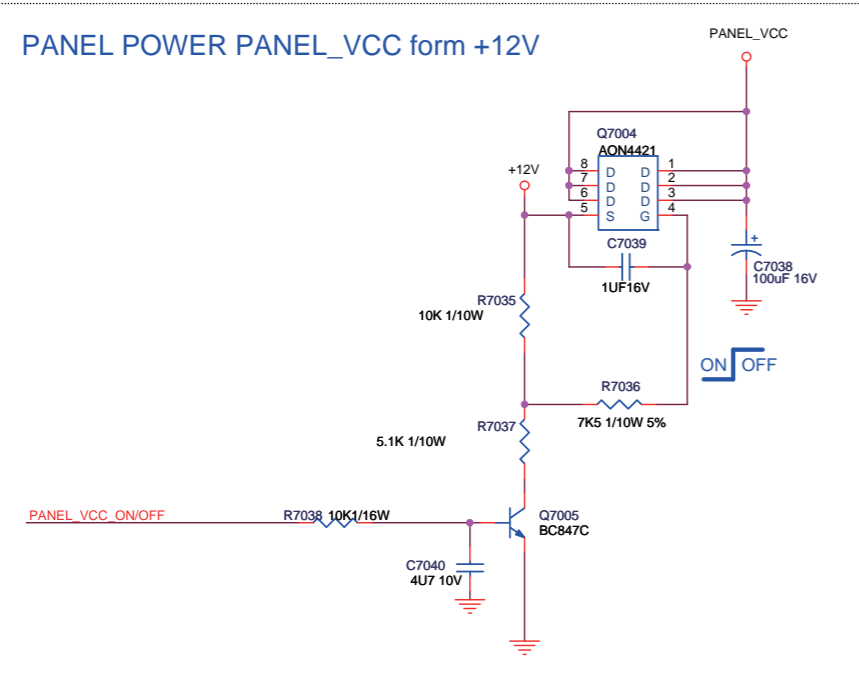 PANEL_VCC
PANEL POWER PANEL_VCC form +12V
Q7004
AON4421
+12V
8 D D 1
7 D D 2
6 D D 3
5 S G 4
C7039
1UF16V
+
C7038
100uF 16V
R7035
10K 1/10W
ON OFF
R7036
7K5 1/10W 5%
R7037
5.1K 1/10W
PANEL_VCC_ON/OFF
R7038 10K1/16W
Q7005
BC847C
C7040
4U7 10V